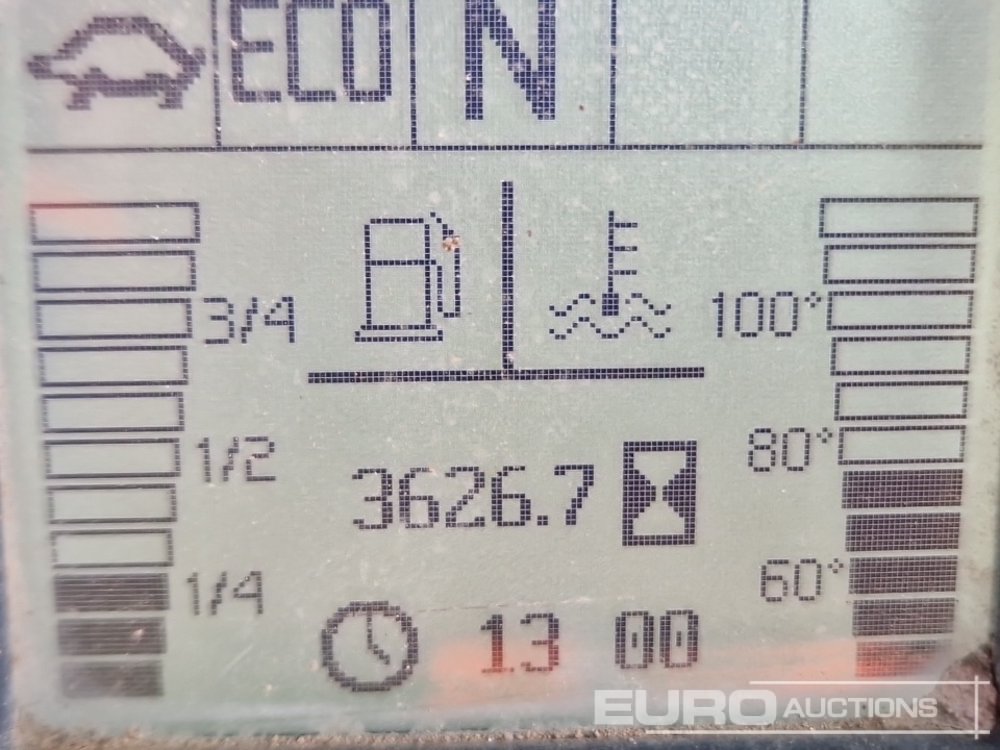 ECO N
3/4 100°
1/2 80°
3626.7
1/4 60°
13 00
EURO AUCTIONS